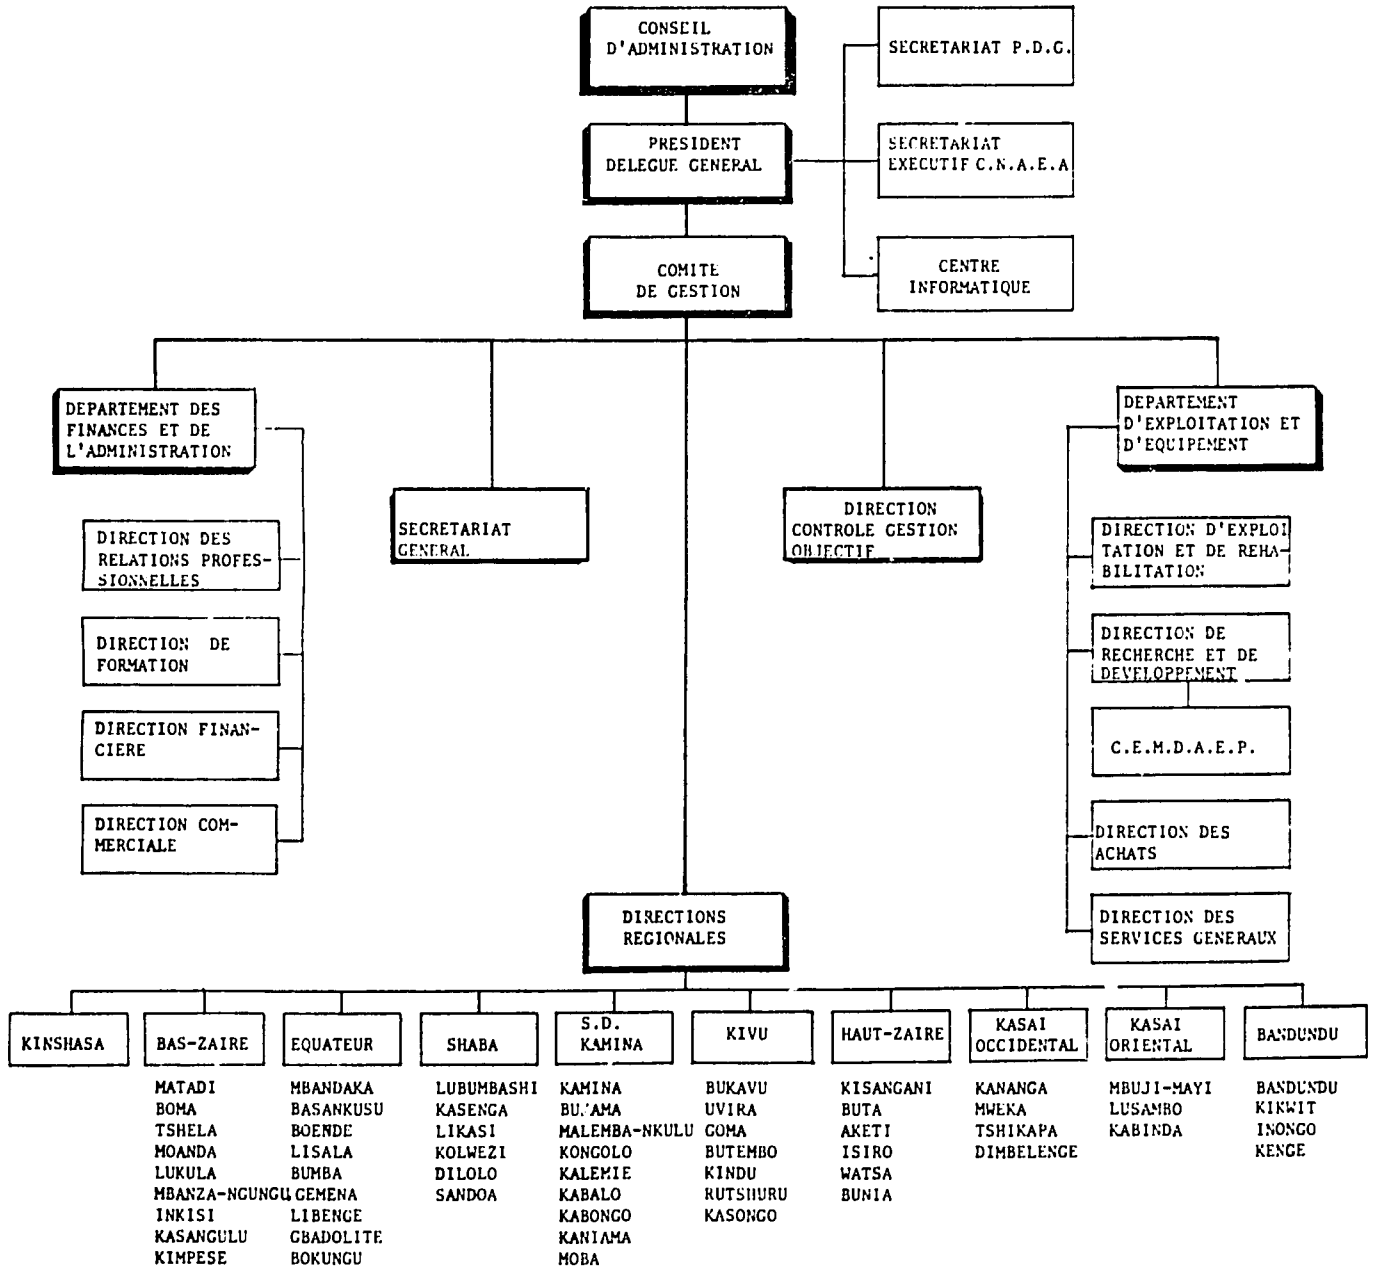 CONSEIL
D'ADMINISTRATION
SECRETARIAT P.D.G.
PRESIDENT
DELEGUE GENERAL
SECRETARIAT
EXECUTIF C.N.A.E.A
COMITE
DE GESTION
CENTRE
INFORMATIQUE
DEPARTEMENT DES
FINANCES ET DE
L'ADMINISTRATION
SECRETARIAT
GENERAL
DIRECTION
CONTROLE GESTION
OBJECTIF
DEPARTEMENT
D'EXPLOITATION ET
D'EQUIPEMENT
DIRECTION DES
RELATIONS PROFES-
SIONNELLES
DIRECTION DE
FORMATION
DIRECTION FINAN-
CIERE
DIRECTION COM-
MERCIALE
DIRECTION D'EXPLOI
TATION ET DE REHA-
BILITATION
DIRECTION DE
RECHERCHE ET DE
DEVELOPPEMENT
C.E.M.D.A.E.P.
DIRECTION DES
ACHATS
DIRECTION DES
SERVICES GENERAUX
DIRECTIONS
REGIONALES
KINSHASA
BAS-ZAIRE
MATADI
BOMA
TSHELA
MOANDA
LUKULA
MBANZA-NGUNGU
INKISI
KASANGULU
KIMPESE
EQUATEUR
MBANDAKA
BASANKUSU
BOENDE
LISALA
BUMBA
GEMENA
LIBENGE
GBADOLITE
BOKUNGU
SHABA
LUBUMBASHI
KASENGA
LIKASI
KOLWEZI
DILOLO
SANDOA
S.D.
KAMINA
KAMINA
MALEMBA-NKULU
KONGOLO
KALEMIE
KABALO
KABONGO
KANIAMA
MOBA
KIVU
BUKAVU
UVIRA
GOMA
BUTEMBO
KINDU
RUTSHURU
KASONGO
HAUT-ZAIRE
KISANGANI
BUTA
AKETI
ISIRO
WATSA
BUNIA
KASAI
OCCIDENTAL
KANANGA
MWEKA
TSHIKAPA
DIMBELENGE
KASAI
ORIENTAL
MBUJI-MAYI
LUSAMBO
KABINDA
BANDUNDU
BANDUNDU
KIKWIT
INONGO
KENGE